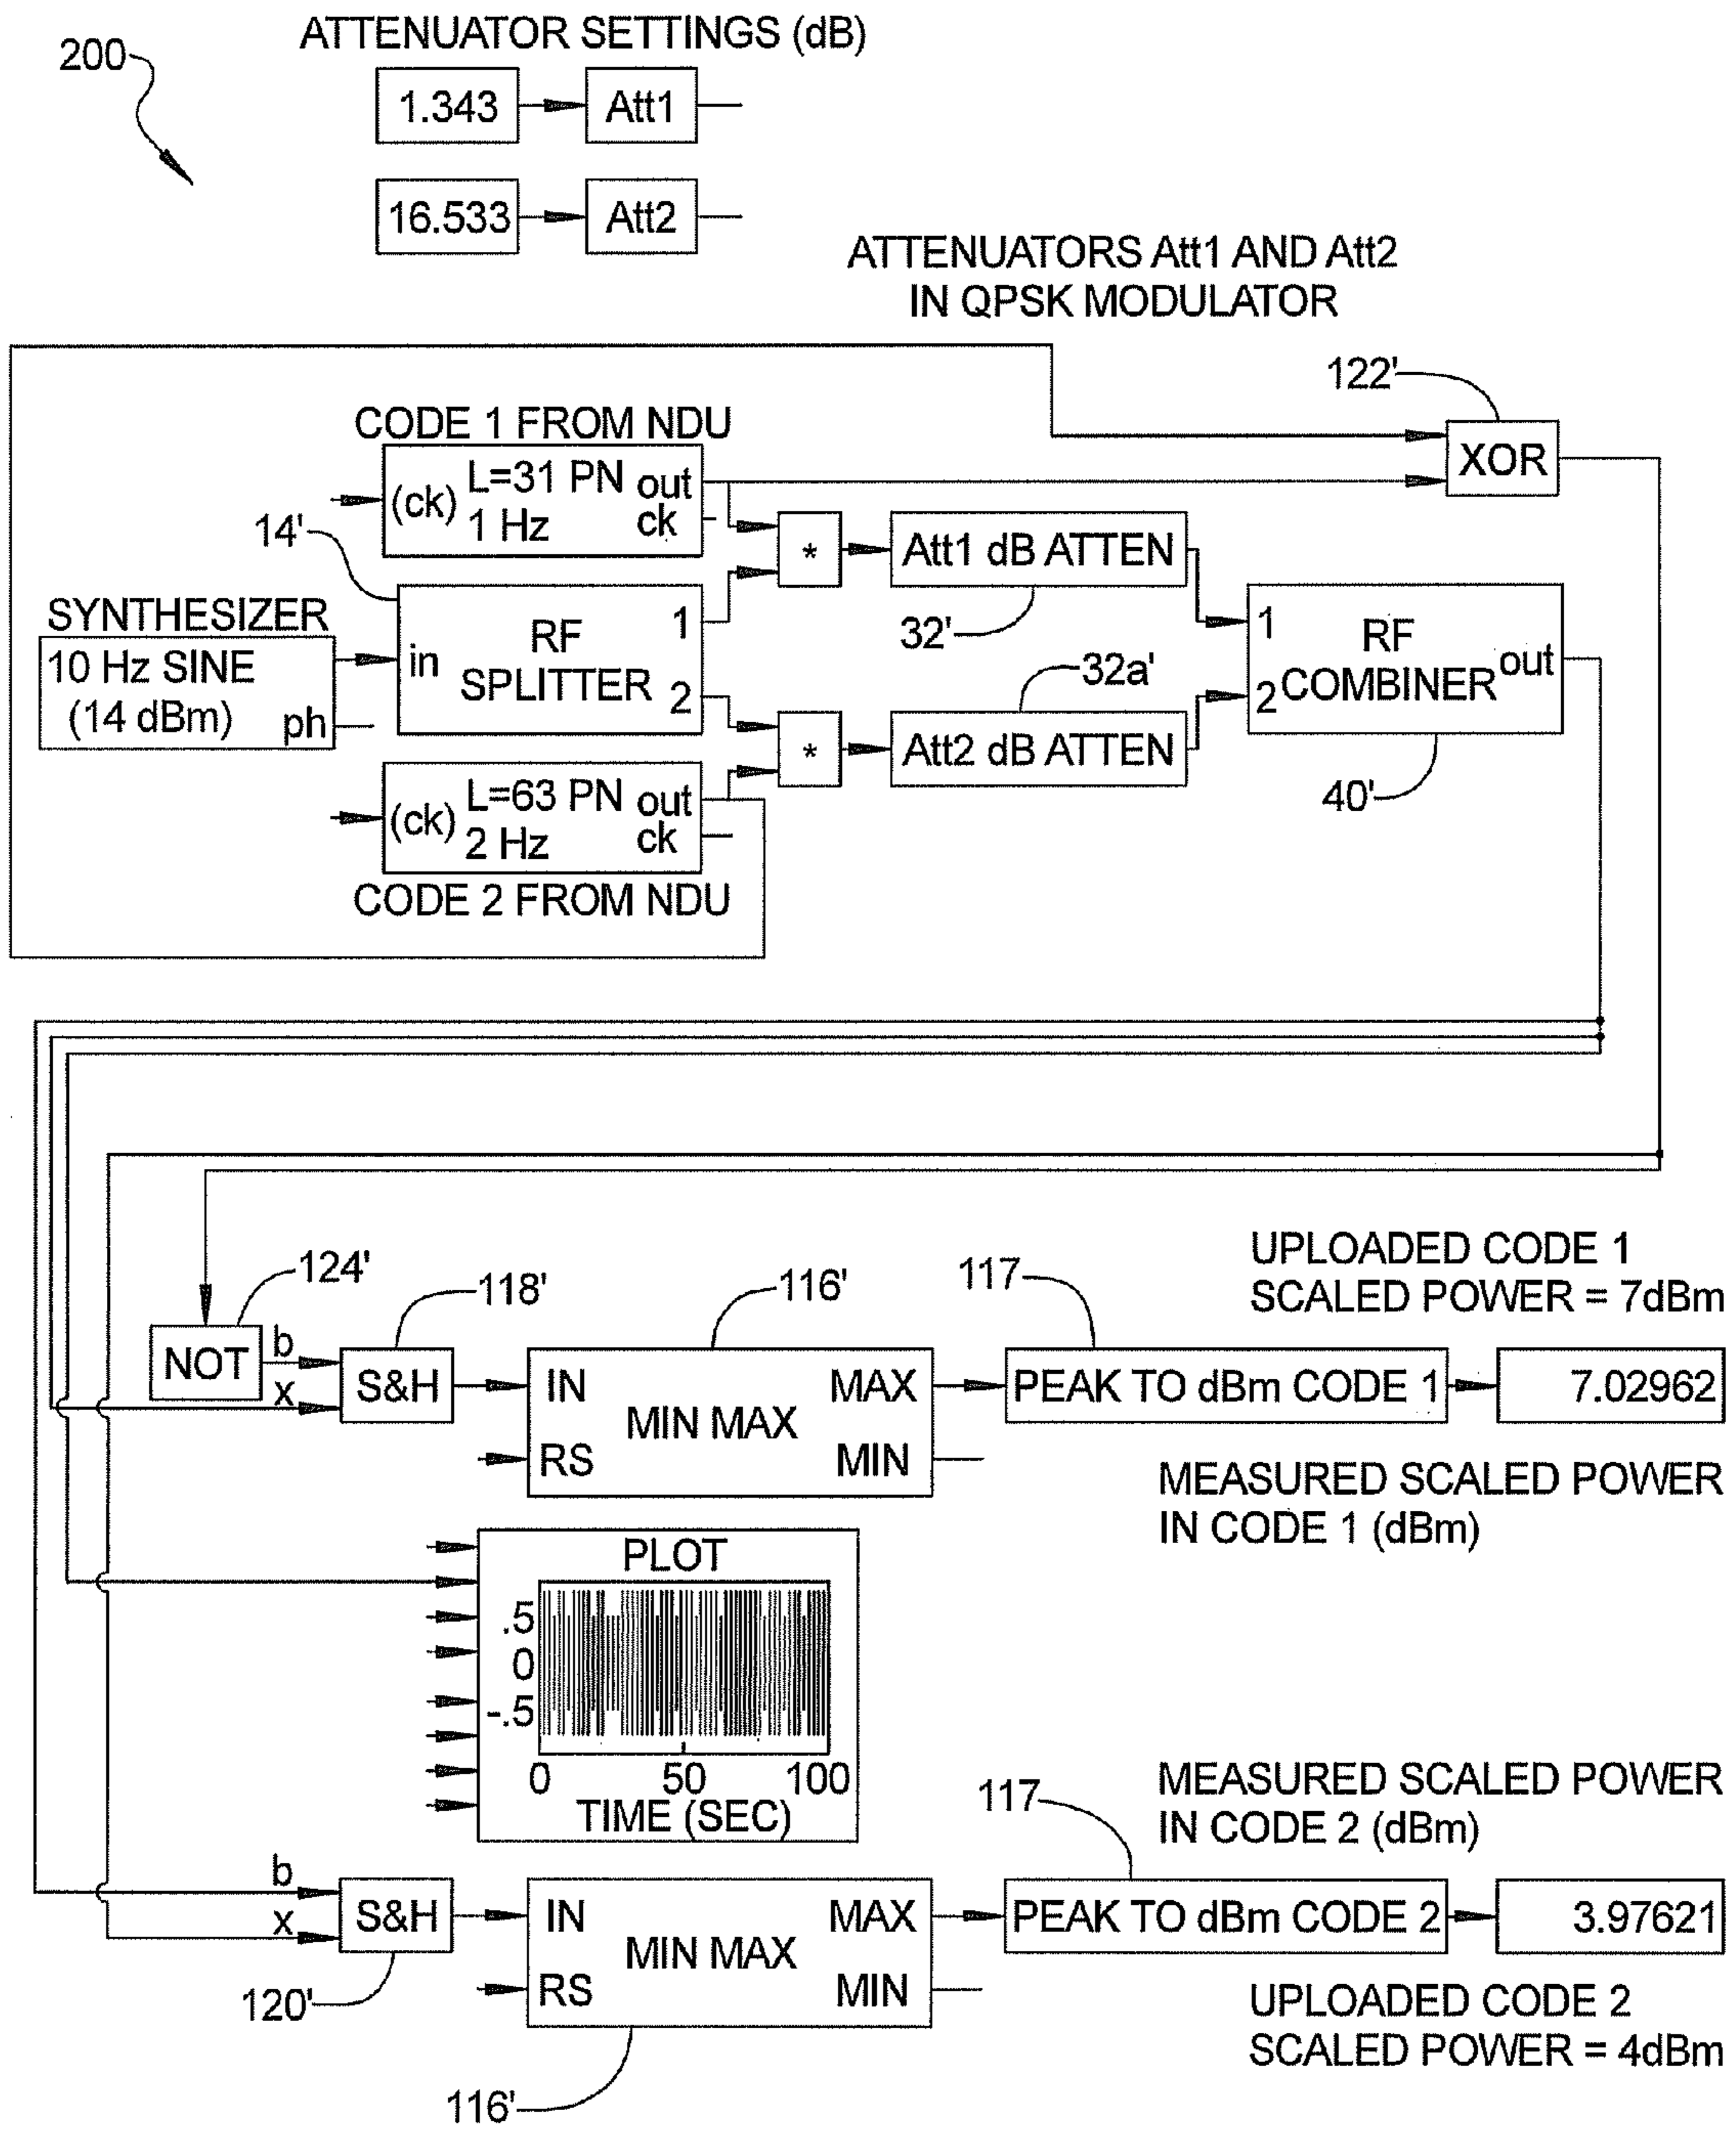 200
ATTENUATOR SETTINGS (dB)
1.343
Att1
16.533
Att2
ATTENUATORS Att1 AND Att2
IN QPSK MODULATOR
122'
XOR
CODE 1 FROM NDU
(ck)
L=31 PN
1 Hz
out
ck
14'
*
Att1 dB ATTEN
32'
SYNTHESIZER
10 Hz SINE
(14 dBm)
ph
in
RF
SPLITTER
1
2
32a'
1
2
RF
COMBINER
out
40'
*
Att2 dB ATTEN
(ck)
L=63 PN
2 Hz
out
ck
CODE 2 FROM NDU
124'
118'
116'
117
UPLOADED CODE 1
SCALED POWER = 7dBm
NOT
b
x
S&H
IN
RS
MIN MAX
MAX
MIN
PEAK TO dBm CODE 1
7.02962
MEASURED SCALED POWER
IN CODE 1 (dBm)
PLOT
.5
0
-.5
0
50
100
TIME (SEC)
117
MEASURED SCALED POWER
IN CODE 2 (dBm)
b
x
S&H
120'
IN
RS
MIN MAX
MAX
MIN
116'
PEAK TO dBm CODE 2
3.97621
UPLOADED CODE 2
SCALED POWER = 4dBm